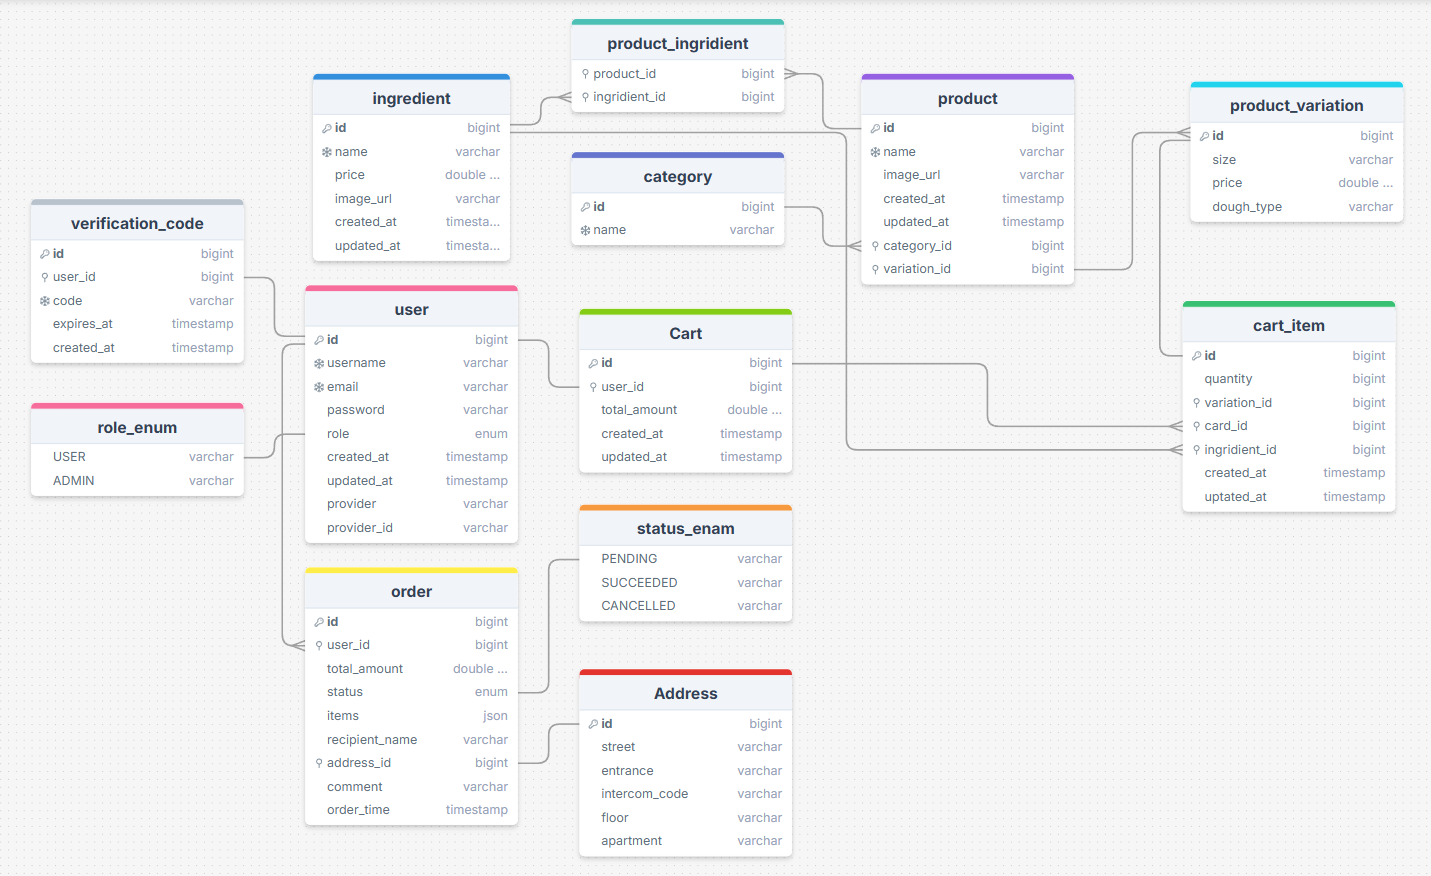 product_ingridient
product_id bigint
ingridient_id bigint
ingredient
id bigint
name varchar
price double ...
image_url varchar
created_at timesta...
updated_at timesta...
product
id bigint
name varchar
image_url varchar
created_at timestamp
updated_at timestamp
category_id bigint
variation_id bigint
product_variation
id bigint
size varchar
price double ...
dough_type varchar
category
id bigint
name varchar
verification_code
id bigint
user_id bigint
code varchar
expires_at timestamp
created_at timestamp
user
id bigint
username varchar
email varchar
password varchar
role enum
created_at timestamp
updated_at timestamp
provider varchar
provider_id varchar
Cart
id bigint
user_id bigint
total_amount double ...
created_at timestamp
updated_at timestamp
cart_item
id bigint
quantity bigint
variation_id bigint
card_id bigint
ingridient_id bigint
created_at timestamp
uptated_at timestamp
role_enum
USER varchar
ADMIN varchar
status_enam
PENDING varchar
SUCCEEDED varchar
CANCELLED varchar
order
id bigint
user_id bigint
total_amount double ...
status enum
items json
recipient_name varchar
address_id bigint
comment varchar
order_time timestamp
Address
id bigint
street varchar
entrance varchar
intercom_code varchar
floor varchar
apartment varchar